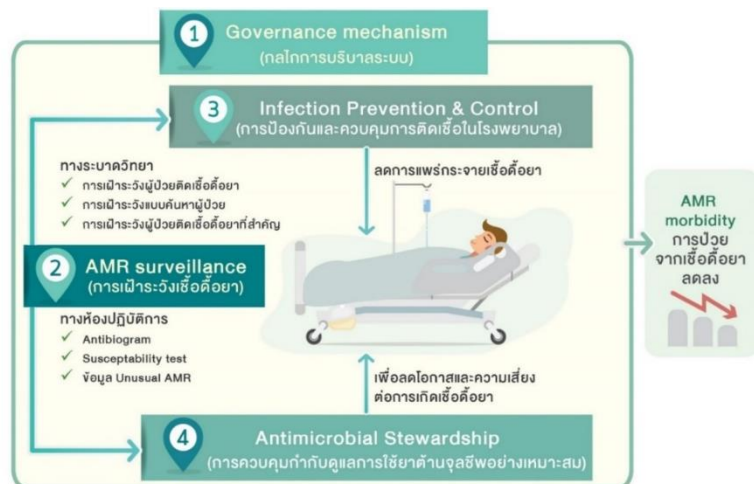 1 Governance mechanism
(กลไกการบริบาลระบบ)
3 Infection Prevention & Control
(การป้องกันและควบคุมการติดเชื้อในโรงพยาบาล)
ทางระบาดวิทยา
✓ การเฝ้าระวังผู้ป่วยติดเชื้อดื้อยา
✓ การเฝ้าระวังแบบค้นหาผู้ป่วย
✓ การเฝ้าระวังผู้ป่วยติดเชื้อดื้อยาที่สำคัญ
ลดการแพร่กระจายเชื้อดื้อยา
2 AMR surveillance
(การเฝ้าระวังเชื้อดื้อยา)
ทางห้องปฏิบัติการ
✓ Antibiogram
✓ Susceptability test
✓ ข้อมูล Unusual AMR
เพื่อลดโอกาสและความเสี่ยง
ต่อการเกิดเชื้อดื้อยา
4 Antimicrobial Stewardship
(การควบคุมกำกับดูแลการใช้ยาต้านจุลชีพอย่างเหมาะสม)
AMR
morbidity
การป่วย
จากเชื้อดื้อยา
ลดลง